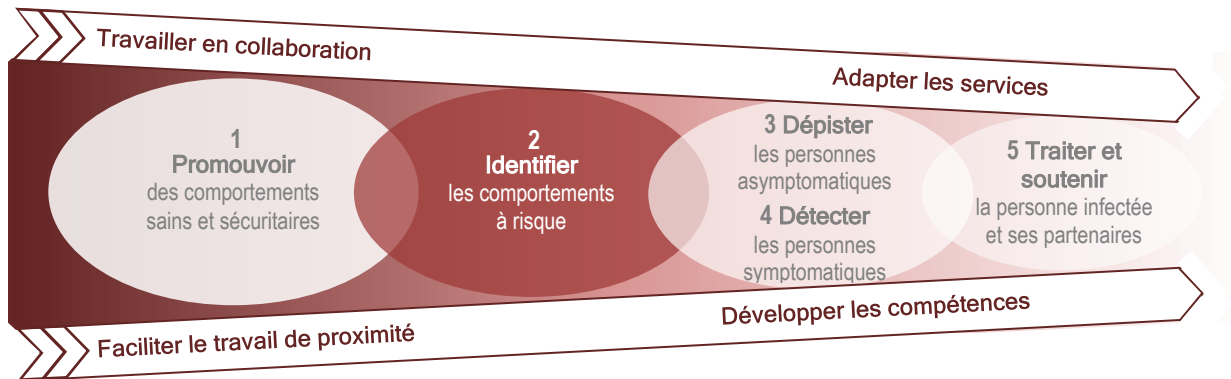 Travailler en collaboration
Adapter les services
1
Promouvoir
des comportements
sains et sécuritaires
2
Identifier
les comportements
à risque
3 Dépister
les personnes
asymptomatiques
4 Détecter
les personnes
symptomatiques
5 Traiter et
soutenir
la personne infectée
et ses partenaires
Développer les compétences
Faciliter le travail de proximité